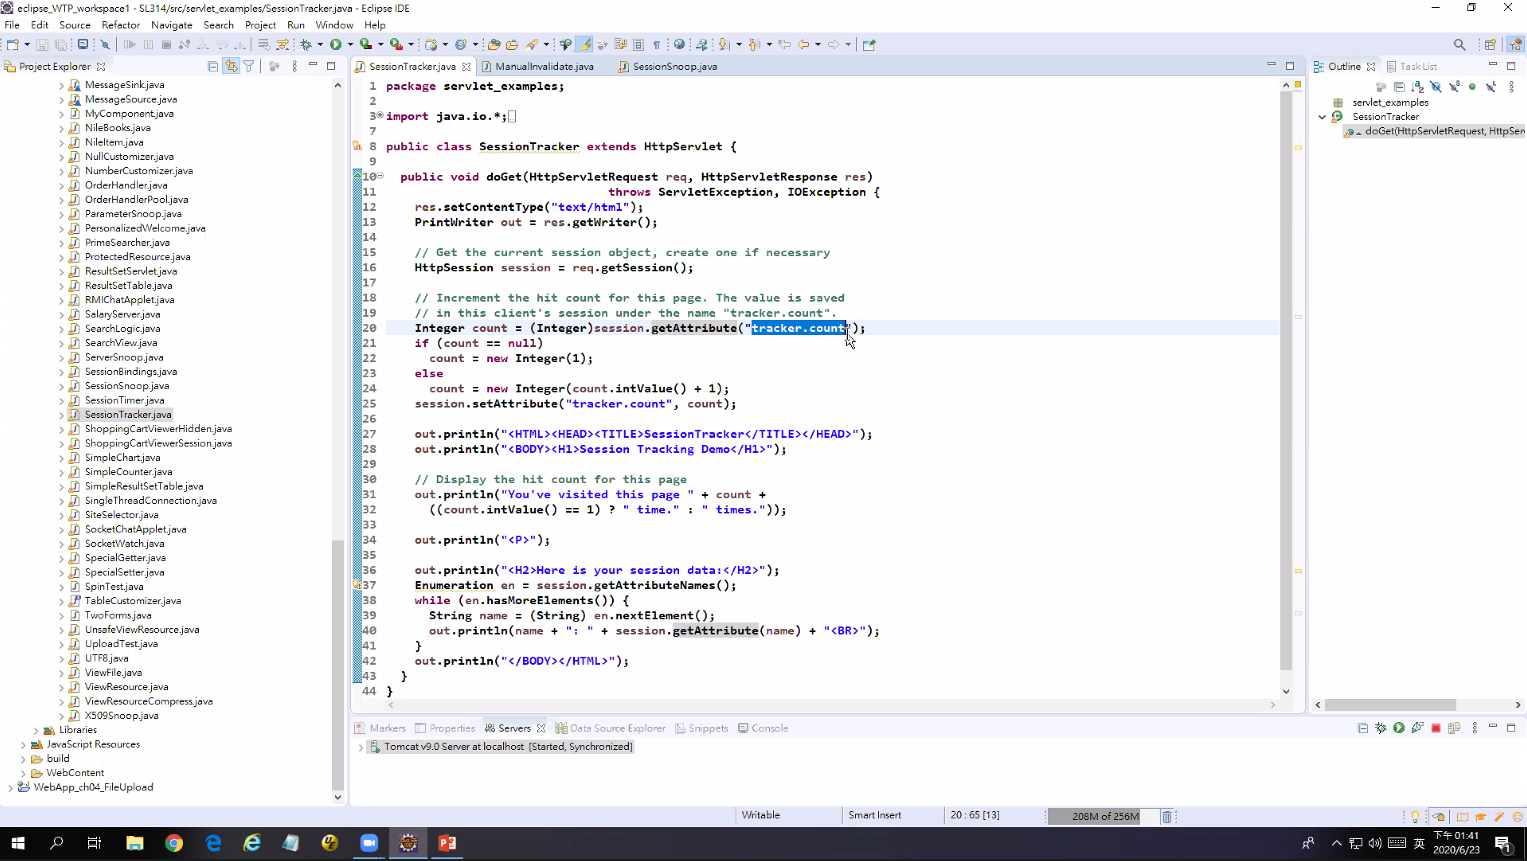 eclipse_WTP_workspace1 - SL314/src/servlet_examples/SessionTracker.java - Eclipse IDE
File Edit Source Refactor Navigate Search Project Run Window Help
Project Explorer
MessageSink.java
MessageSource.java
MyComponent.java
NileBooks.java
NileItem.java
NullCustomizer.java
NumberCustomizer.java
OrderHandler.java
OrderHandlerPool.java
ParameterSnoop.java
PersonalizedWelcome.java
PrimeSearcher.java
ProtectedResource.java
ResultSetServlet.java
ResultSetTable.java
RMIChatApplet.java
SalaryServer.java
SearchLogic.java
SearchView.java
ServerSnoop.java
SessionBindings.java
SessionSnoop.java
SessionTimer.java
SessionTracker.java
ShoppingCartViewerHidden.java
ShoppingCartViewerSession.java
SimpleChart.java
SimpleCounter.java
SimpleResultSetTable.java
SingleThreadConnection.java
SiteSelector.java
SocketChatApplet.java
SocketWatch.java
SpecialGetter.java
SpecialSetter.java
SpinTest.java
TableCustomizer.java
TwoForms.java
UnsafeViewResource.java
UploadTest.java
UTF8.java
ViewFile.java
ViewResource.java
ViewResourceCompress.java
X509Snoop.java
Libraries
JavaScript Resources
build
WebContent
WebApp_ch04_FileUpload
SessionTracker.java ManualInvalidate.java SessionSnoop.java
1 package servlet_examples;
2
3 import java.io.*;
7
8 public class SessionTracker extends HttpServlet {
9
10 public void doGet(HttpServletRequest req, HttpServletResponse res)
11 throws ServletException, IOException {
12 res.setContentType("text/html");
13 PrintWriter out = res.getWriter();
14
15 // Get the current session object, create one if necessary
16 HttpSession session = req.getSession();
17
18 // Increment the hit count for this page. The value is saved
19 // in this client's session under the name "tracker.count".
20 Integer count = (Integer)session.getAttribute("tracker.count");
21 if (count == null)
22 count = new Integer(1);
23 else
24 count = new Integer(count.intValue() + 1);
25 session.setAttribute("tracker.count", count);
26
27 out.println("<HTML><HEAD><TITLE>SessionTracker</TITLE></HEAD>");
28 out.println("<BODY><H1>Session Tracking Demo</H1>");
29
30 // Display the hit count for this page
31 out.println("You've visited this page " + count +
32 ((count.intValue() == 1) ? " time." : " times."));
33
34 out.println("<P>");
35
36 out.println("<H2>Here is your session data:</H2>");
37 Enumeration en = session.getAttributeNames();
38 while (en.hasMoreElements()) {
39 String name = (String) en.nextElement();
40 out.println(name + ": " + session.getAttribute(name) + "<BR>");
41 }
42 out.println("</BODY></HTML>");
43 }
44 }
Outline Task List
servlet_examples
SessionTracker
doGet(HttpServletRequest, HttpServ
Markers Properties Servers Data Source Explorer Snippets Console
Tomcat v9.0 Server at localhost [Started, Synchronized]
Writable Smart Insert 20 : 65 [13] 208M of 256M
英
下午 01:41
2020/6/23
1